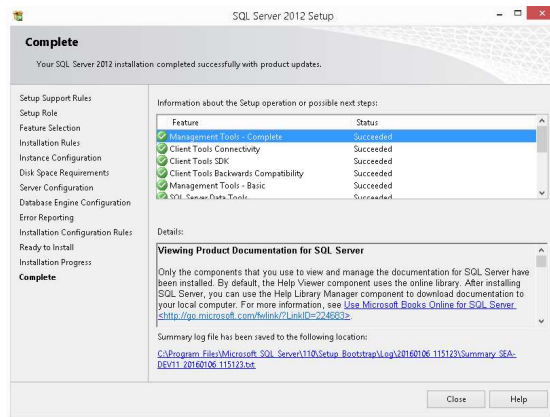 SQL Server 2012 Setup
Complete
Your SQL Server 2012 installation completed successfully with product updates.
Setup Support Rules
Setup Role
Feature Selection
Installation Rules
Instance Configuration
Disk Space Requirements
Server Configuration
Database Engine Configuration
Error Reporting
Installation Configuration Rules
Ready to Install
Installation Progress
Complete
Information about the Setup operation or possible next steps:
Feature Status
Management Tools - Complete Succeeded
Client Tools Connectivity Succeeded
Client Tools SDK Succeeded
Client Tools Backwards Compatibility Succeeded
Management Tools - Basic Succeeded
SQL Server Data Tools Succeeded
Details:
Viewing Product Documentation for SQL Server
Only the components that you use to view and manage the documentation for SQL Server have
been installed. By default, the Help Viewer component uses the online library. After installing
SQL Server, you can use the Help Library Manager component to download documentation to
your local computer. For more information, see Use Microsoft Books Online for SQL Server
<http://go.microsoft.com/fwlink/?LinkID=224683>.
Summary log file has been saved to the following location:
C:\Program Files\Microsoft SQL Server\110\Setup Bootstrap\Log\20160106_115123\Summary_SEA-
DEV11_20160106_115123.txt
Close Help